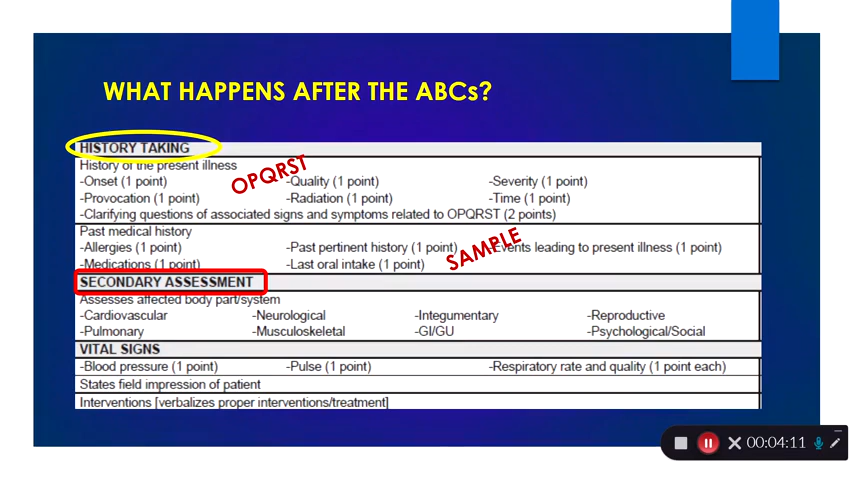 WHAT HAPPENS AFTER THE ABCs?
HISTORY TAKING
History of the present illness
OPQRST
-Onset (1 point) -Quality (1 point) -Severity (1 point)
-Provocation (1 point) -Radiation (1 point) -Time (1 point)
-Clarifying questions of associated signs and symptoms related to OPQRST (2 points)
Past medical history
SAMPLE
-Allergies (1 point) -Past pertinent history (1 point) -Events leading to present illness (1 point)
-Medications (1 point) -Last oral intake (1 point)
SECONDARY ASSESSMENT
Assesses affected body part/system
-Cardiovascular -Neurological -Integumentary -Reproductive
-Pulmonary -Musculoskeletal -GI/GU -Psychological/Social
VITAL SIGNS
-Blood pressure (1 point) -Pulse (1 point) -Respiratory rate and quality (1 point each)
States field impression of patient
Interventions [verbalizes proper interventions/treatment]
00:04:11